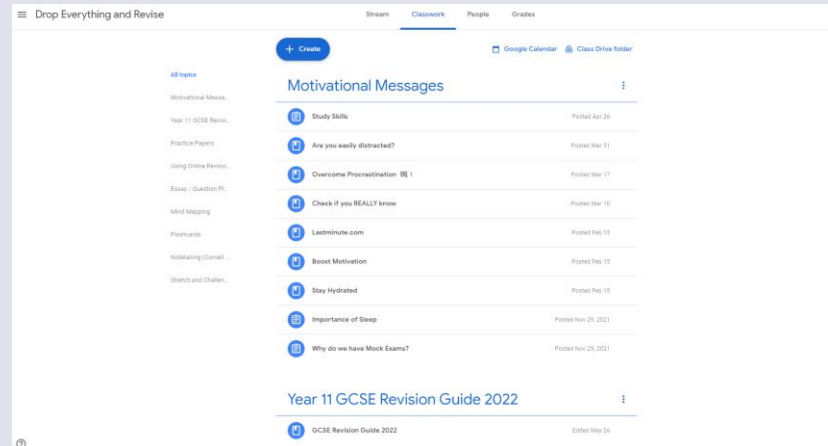 Drop Everything and Revise
Stream Classwork People Grades
+ Create
Google Calendar Class Drive folder
All topics
Motivational Messa...
Year 11 GCSE Revisi...
Practice Papers
Using Online Revisio...
Essay / Question Pl...
Mind Mapping
Flashcards
Notetaking (Cornell ...
Stretch and Challen...
Motivational Messages
Study Skills Posted Apr 26
Are you easily distracted? Posted Mar 31
Overcome Procrastination Posted Mar 17
Check if you REALLY know Posted Mar 10
Lastminute.com Posted Feb 15
Boost Motivation Posted Feb 15
Stay Hydrated Posted Feb 15
Importance of Sleep Posted Nov 29, 2021
Why do we have Mock Exams? Posted Nov 29, 2021
Year 11 GCSE Revision Guide 2022
GCSE Revision Guide 2022 Edited May 26